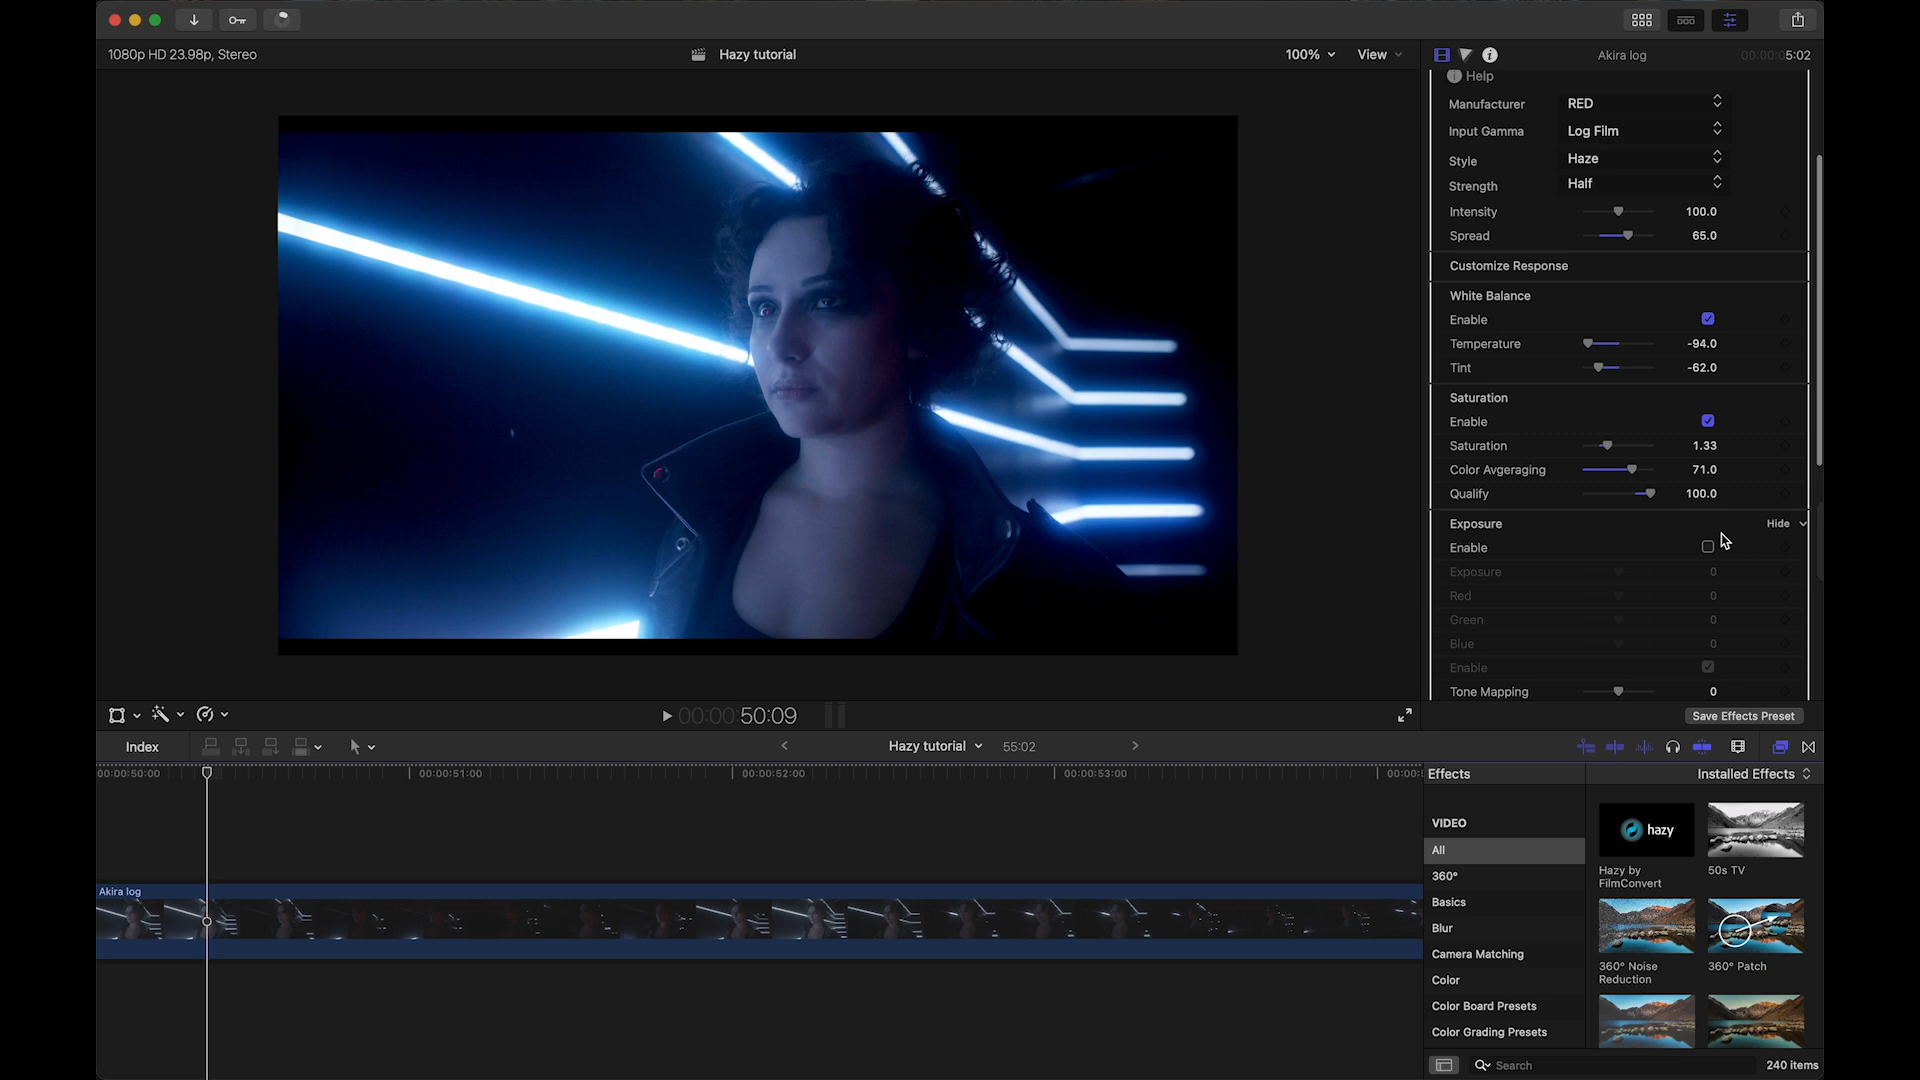 1080p HD 23.98p, Stereo
Hazy tutorial
100%
View
Akira log
00:00:05:02
Help
Manufacturer RED
Input Gamma Log Film
Style Haze
Strength Half
Intensity 100.0
Spread 65.0
Customize Response
White Balance
Enable
Temperature -94.0
Tint -62.0
Saturation
Enable
Saturation 1.33
Color Avgeraging 71.0
Qualify 100.0
Exposure Hide
Enable
Exposure 0
Red 0
Green 0
Blue 0
Enable
Tone Mapping 0
Save Effects Preset
00:00:50:09
Index
Hazy tutorial 55:02
00:00:50:00 00:00:51:00 00:00:52:00 00:00:53:00 00:00:
Akira log
Effects
Installed Effects
VIDEO
All
360°
Basics
Blur
Camera Matching
Color
Color Board Presets
Color Grading Presets
hazy
Hazy by
FilmConvert
50s TV
360° Noise
Reduction
360° Patch
Search
240 items